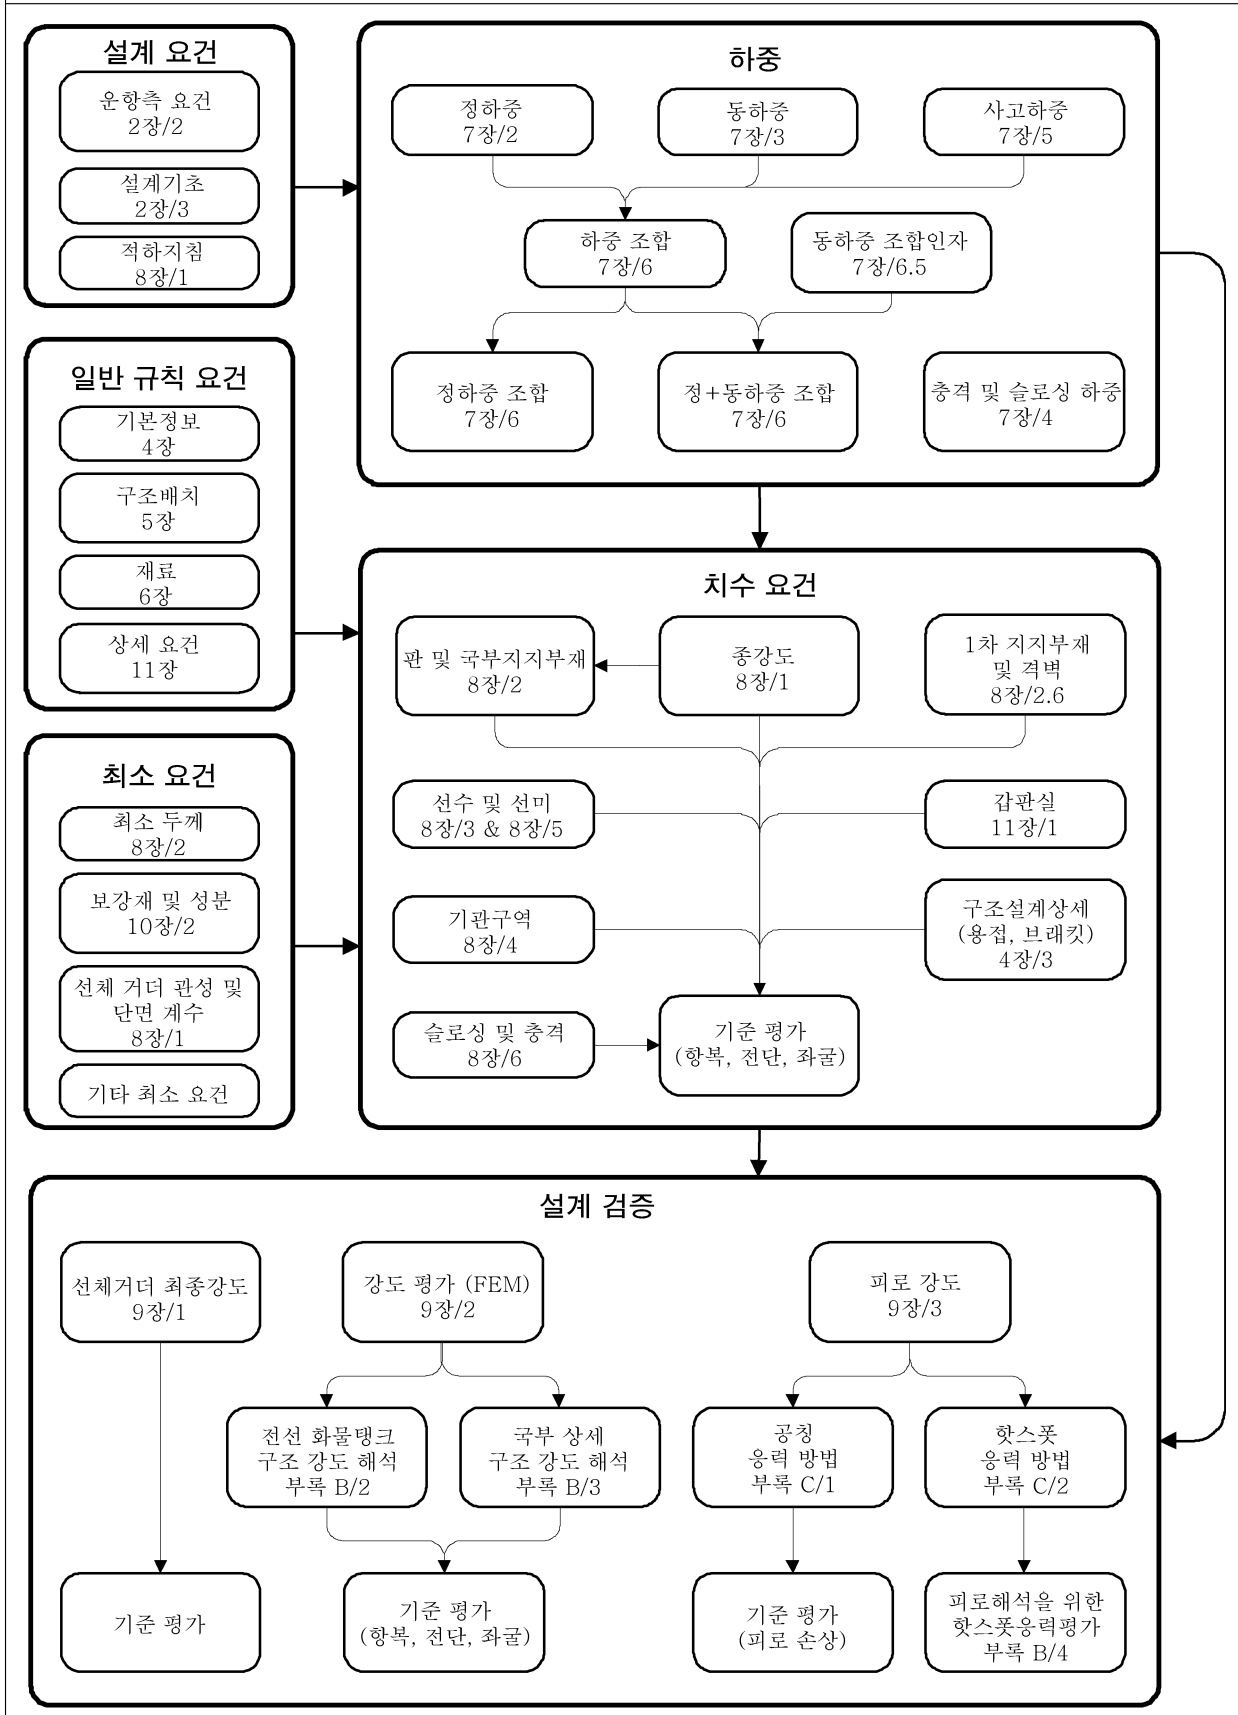 설계 요건
운항측 요건
2장/2
설계기초
2장/3
적하지침
8장/1
하중
정하중
7장/2
동하중
7장/3
사고하중
7장/5
하중 조합
7장/6
동하중 조합인자
7장/6.5
정하중 조합
7장/6
정+동하중 조합
7장/6
충격 및 슬로싱 하중
7장/4
일반 규칙 요건
기본정보
4장
구조배치
5장
재료
6장
상세 요건
11장
치수 요건
판 및 국부지지부재
8장/2
종강도
8장/1
1차 지지부재
및 격벽
8장/2.6
선수 및 선미
8장/3 & 8장/5
갑판실
11장/1
기관구역
8장/4
구조설계상세
(용접, 브래킷)
4장/3
슬로싱 및 충격
8장/6
기준 평가
(항복, 전단, 좌굴)
최소 요건
최소 두께
8장/2
보강재 및 성분
10장/2
선체 거더 관성 및
단면 계수
8장/1
기타 최소 요건
설계 검증
선체거더 최종강도
9장/1
강도 평가 (FEM)
9장/2
피로 강도
9장/3
전선 화물탱크
구조 강도 해석
부록 B/2
국부 상세
구조 강도 해석
부록 B/3
공칭
응력 방법
부록 C/1
핫스폿
응력 방법
부록 C/2
기준 평가
기준 평가
(항복, 전단, 좌굴)
기준 평가
(피로 손상)
피로해석을 위한
핫스폿응력평가
부록 B/4